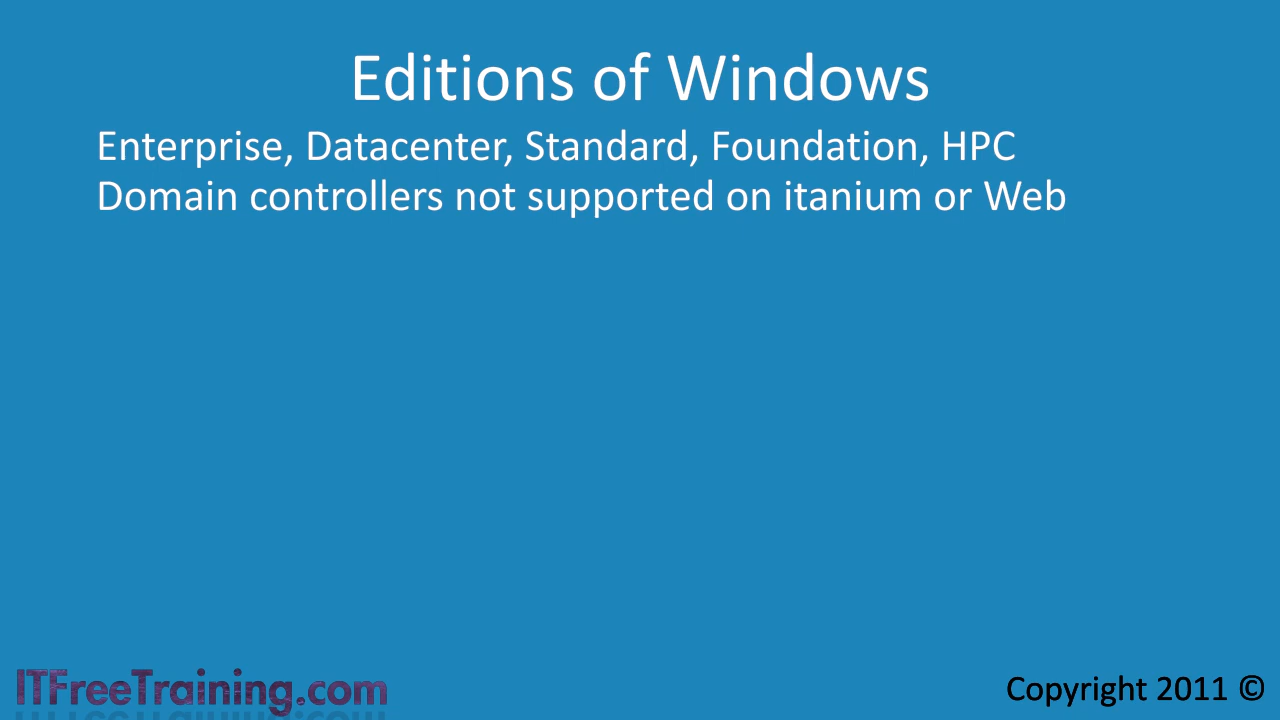 Editions of Windows
Enterprise, Datacenter, Standard, Foundation, HPC
Domain controllers not supported on itanium or Web
ITFreeTraining.com
Copyright 2011 ©